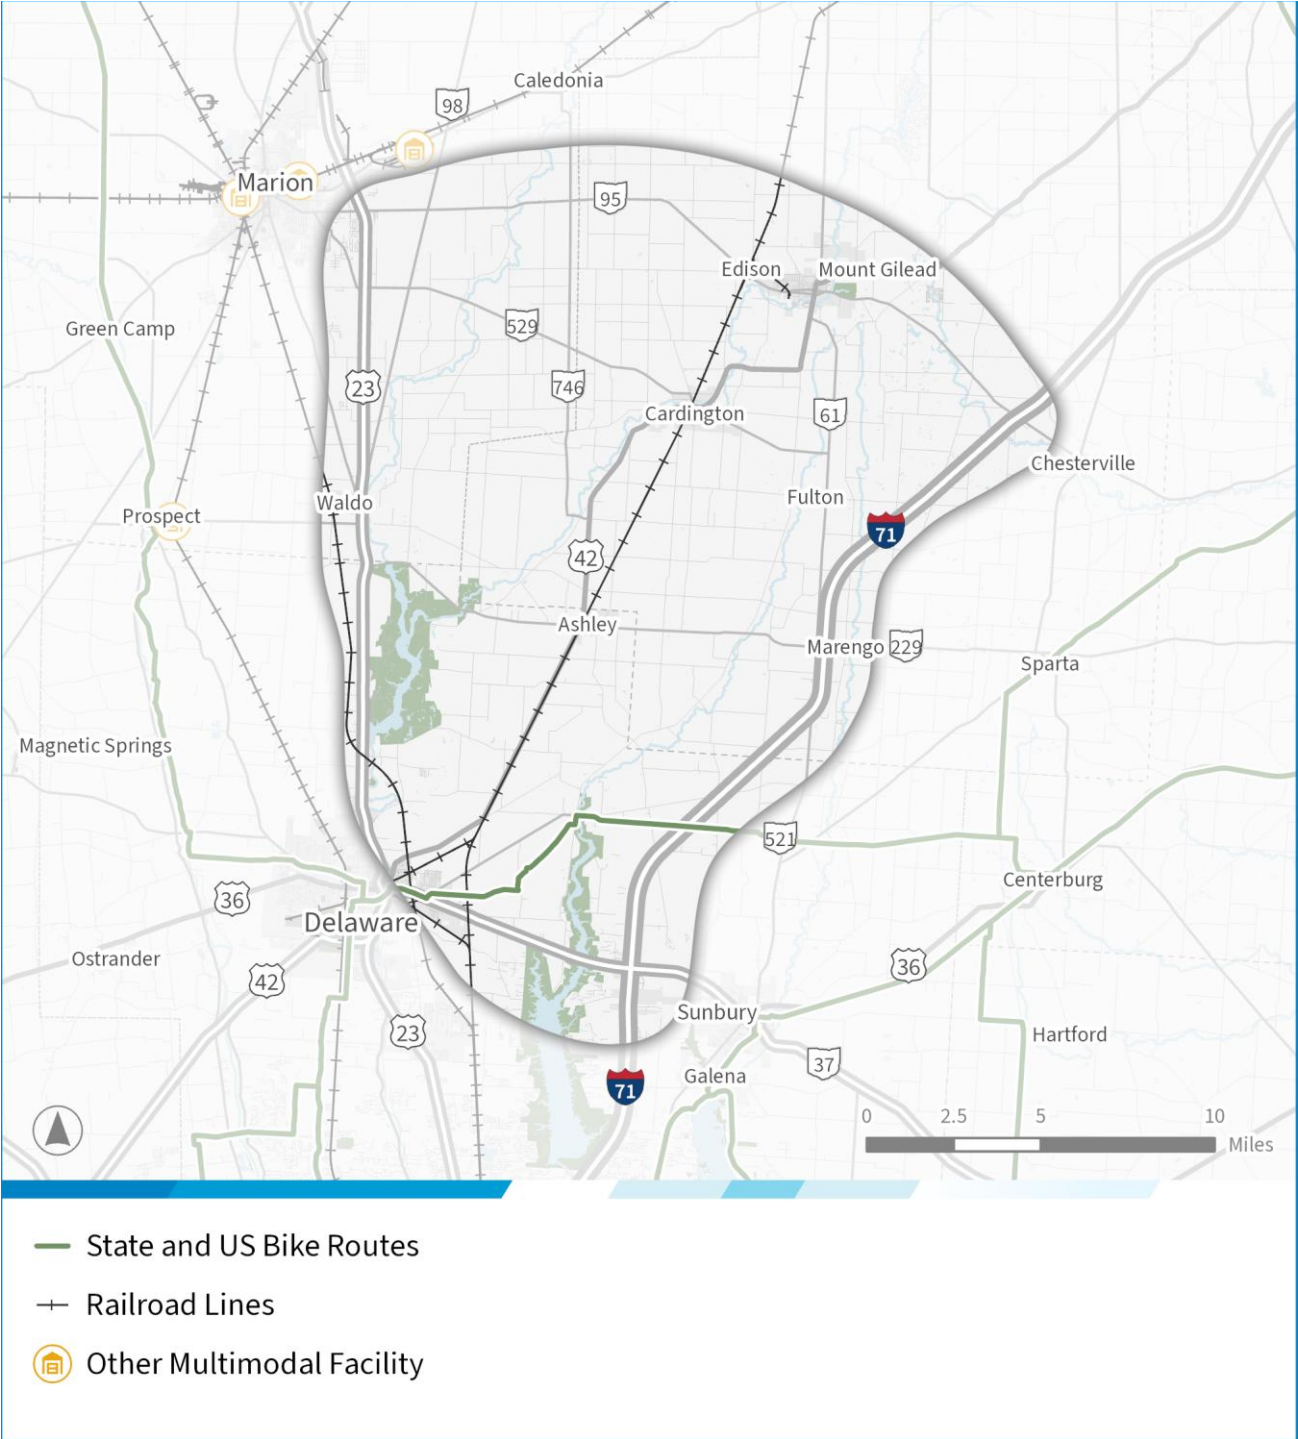 Caledonia
98
Marion
95
Edison
Mount Gilead
Green Camp
529
23
746
Cardington
61
Chesterville
Waldo
Fulton
Prospect
71
42
Ashley
Marengo
229
Sparta
Magnetic Springs
521
Centerburg
36
Delaware
Ostrander
42
36
Sunbury
23
Hartford
37
Galena
71
0 2.5 5 10
Miles
State and US Bike Routes
Railroad Lines
Other Multimodal Facility